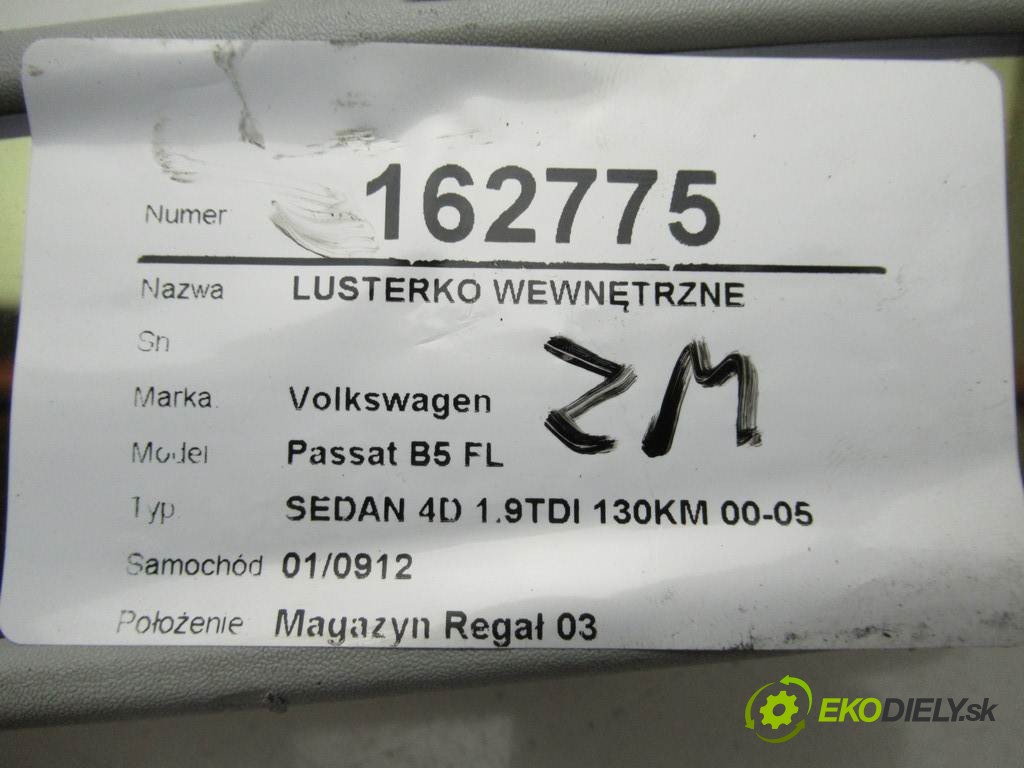 Numer 162775
Nazwa LUSTERKO WEWNĘTRZNE
Sn
ZM
Marka Volkswagen
Model Passat B5 FL
Typ SEDAN 4D 1.9TDI 130KM 00-05
Samochód 01/0912
Położenie Magazyn Regał 03
EKODIELY.sk